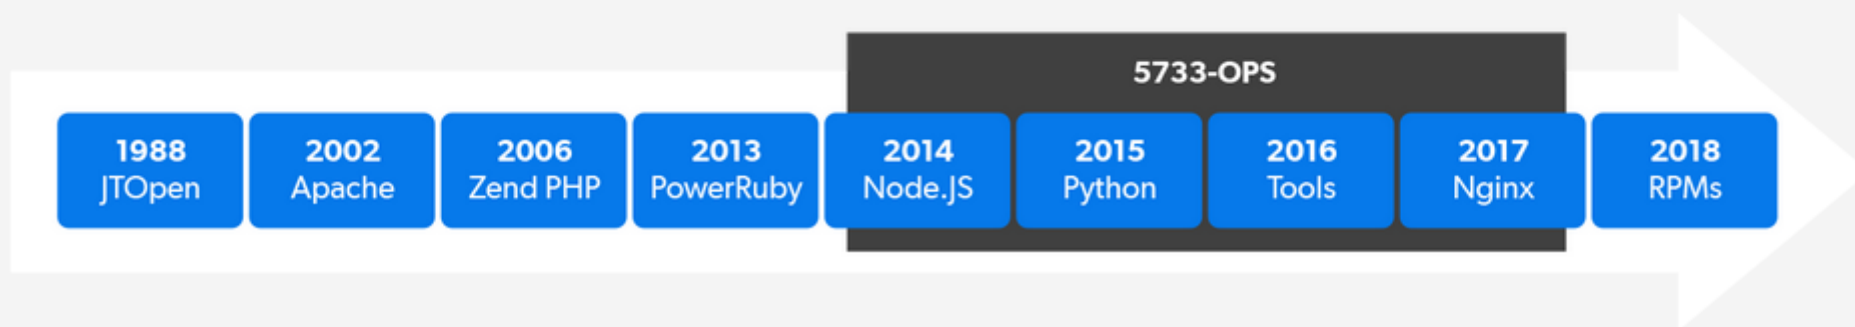 5733-OPS
1988
JTOpen
2002
Apache
2006
Zend PHP
2013
PowerRuby
2014
Node.JS
2015
Python
2016
Tools
2017
Nginx
2018
RPMs